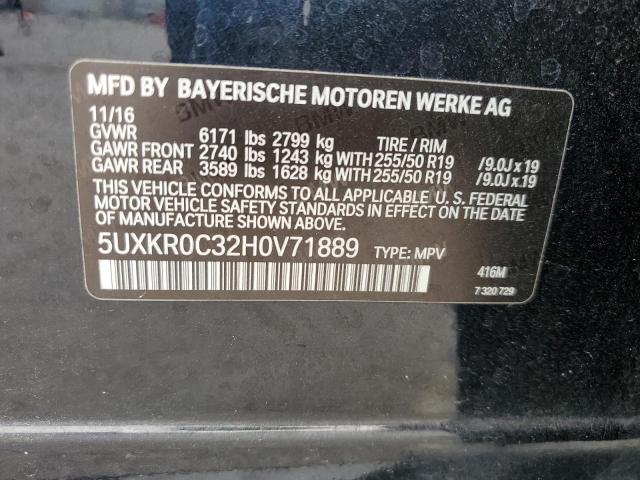 MFD BY BAYERISCHE MOTOREN WERKE AG
11/16
GVWR 6171 lbs 2799 kg TIRE / RIM
GAWR FRONT 2740 lbs 1243 kg WITH 255/50 R19 /9.0J x 19
GAWR REAR 3589 lbs 1628 kg WITH 255/50 R19 /9.0J x 19
THIS VEHICLE CONFORMS TO ALL APPLICABLE U. S. FEDERAL
MOTOR VEHICLE SAFETY STANDARDS IN EFFECT ON THE DATE
OF MANUFACTURE SHOWN ABOVE.
5UXKR0C32H0V71889 TYPE: MPV
416M
7 320 729